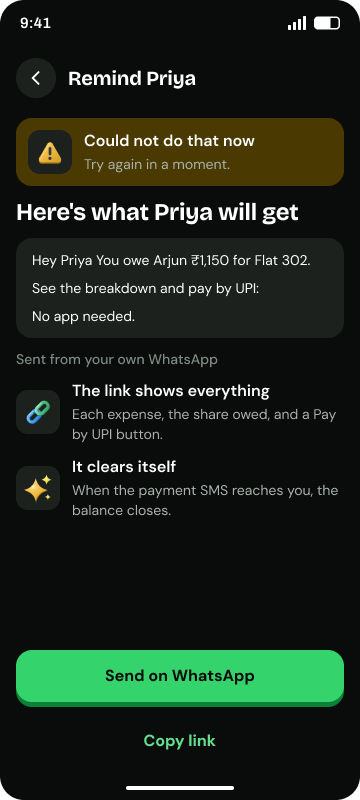 9:41
Remind Priya
Could not do that now
Try again in a moment.
Here's what Priya will get
Hey Priya You owe Arjun ₹1,150 for Flat 302.
See the breakdown and pay by UPI:
No app needed.
Sent from your own WhatsApp
The link shows everything
Each expense, the share owed, and a Pay
by UPI button.
It clears itself
When the payment SMS reaches you, the
balance closes.
Send on WhatsApp
Copy link